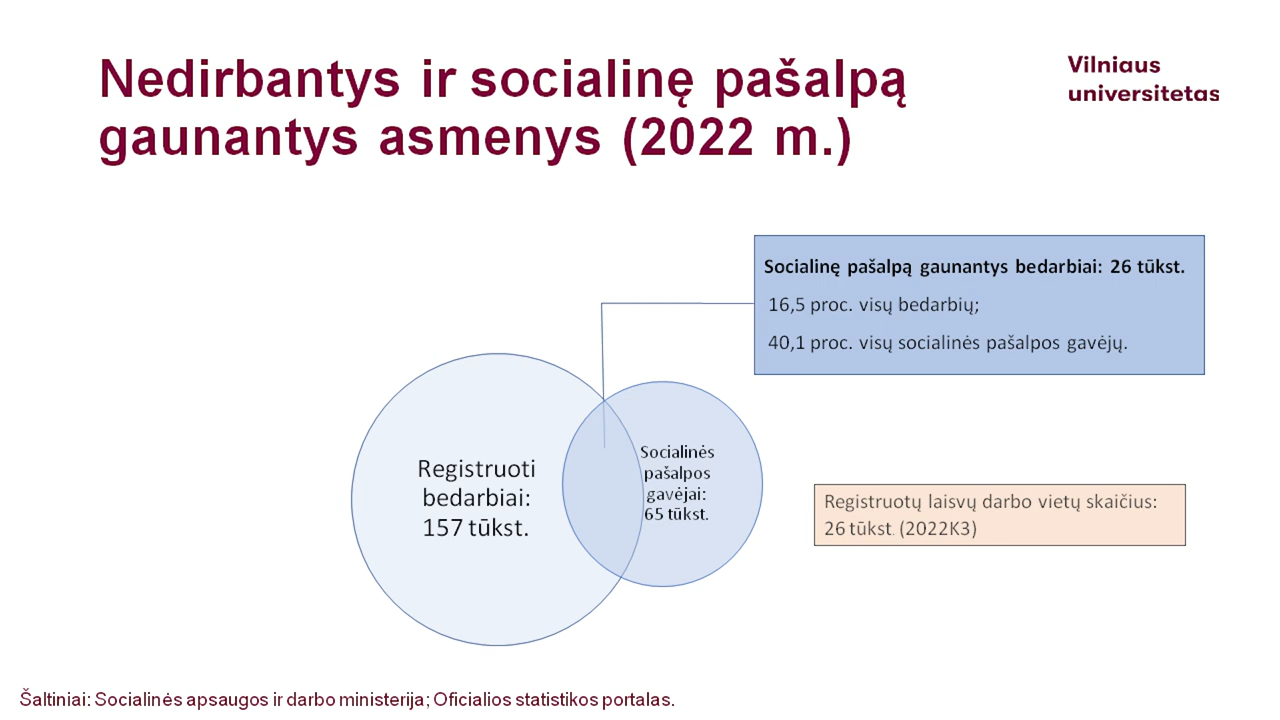 Nedirbantys ir socialinę pašalpą
gaunantys asmenys (2022 m.)
Vilniaus
universitetas
Socialinę pašalpą gaunantys bedarbiai: 26 tūkst.
16,5 proc. visų bedarbių;
40,1 proc. visų socialinės pašalpos gavėjų.
Registruoti
bedarbiai:
157 tūkst.
Socialinės
pašalpos
gavėjai:
65 tūkst.
Registruotų laisvų darbo vietų skaičius:
26 tūkst. (2022K3)
Šaltiniai: Socialinės apsaugos ir darbo ministerija; Oficialios statistikos portalas.